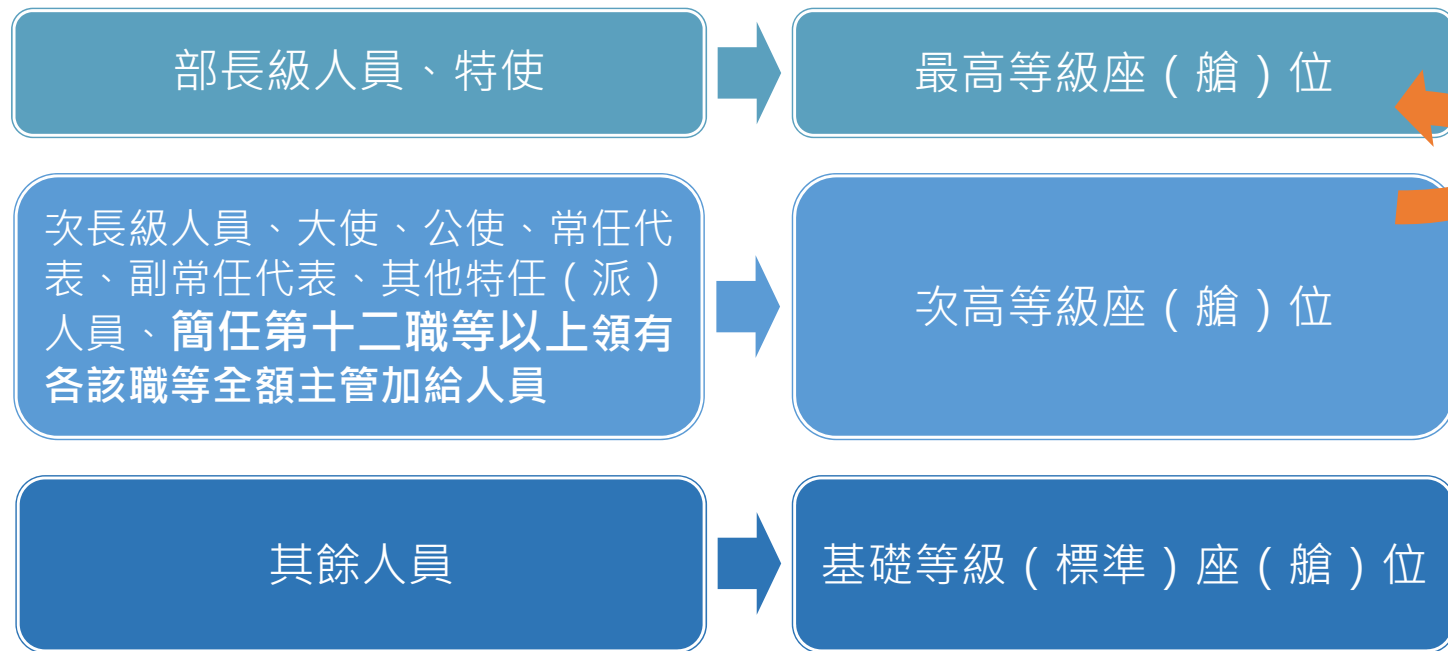 部長級人員、特使
最高等級座（艙）位
次長級人員、大使、公使、常任代
表、副常任代表、其他特任（派）
人員、簡任第十二職等以上領有
各該職等全額主管加給人員
次高等級座（艙）位
其餘人員
基礎等級（標準）座（艙）位